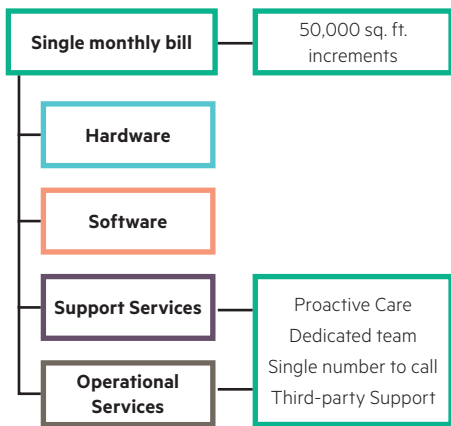 Single monthly bill
50,000 sq. ft.
increments
Hardware
Software
Support Services
Operational
Services
Proactive Care
Dedicated team
Single number to call
Third-party Support